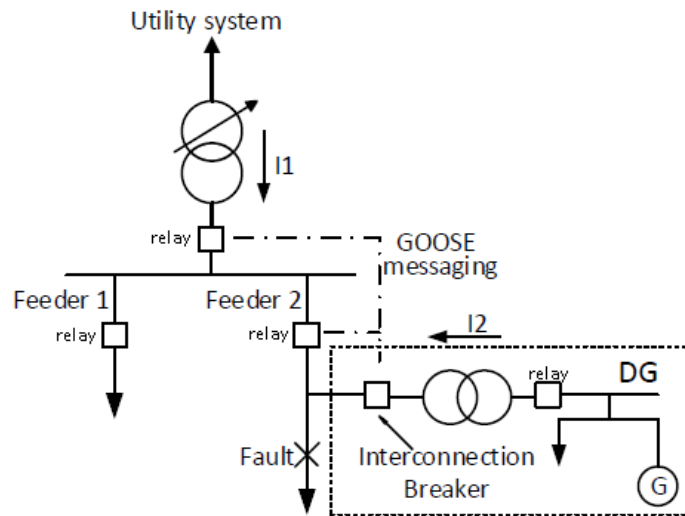 Utility system
I1
relay
GOOSE
messaging
Feeder 1
Feeder 2
relay
relay
I2
relay
DG
Fault
Interconnection
Breaker
G